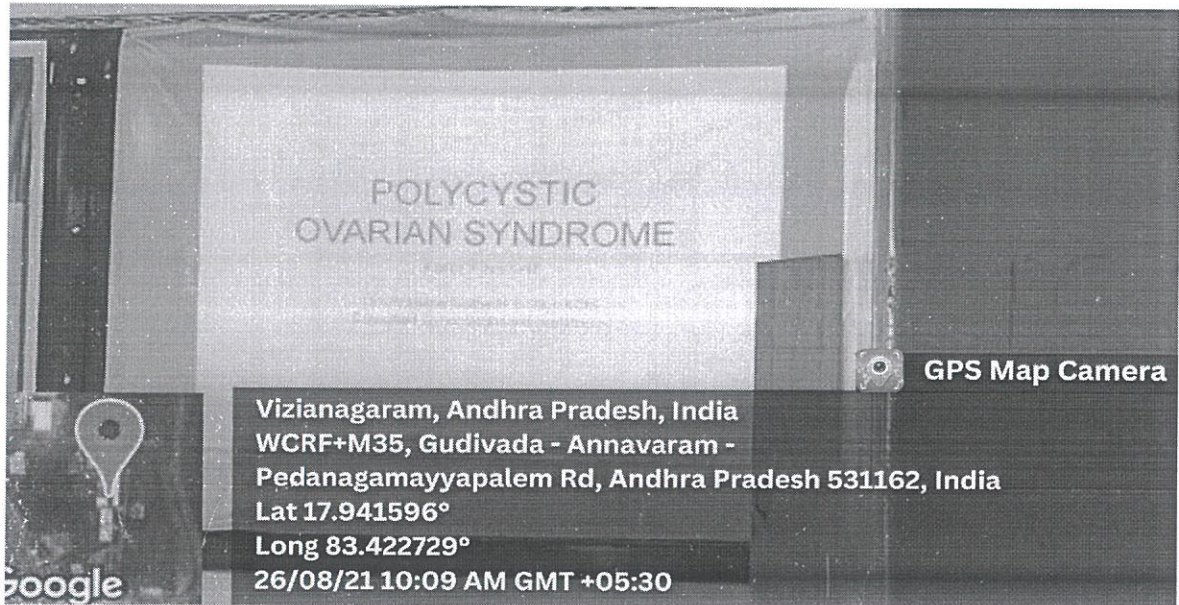 POLYCYSTIC
OVARIAN SYNDROME
GPS Map Camera
Vizianagaram, Andhra Pradesh, India
WCRF+M35, Gudivada - Annavaram -
Pedanagamayyapalem Rd, Andhra Pradesh 531162, India
Lat 17.941596°
Long 83.422729°
26/08/21 10:09 AM GMT +05:30
Google